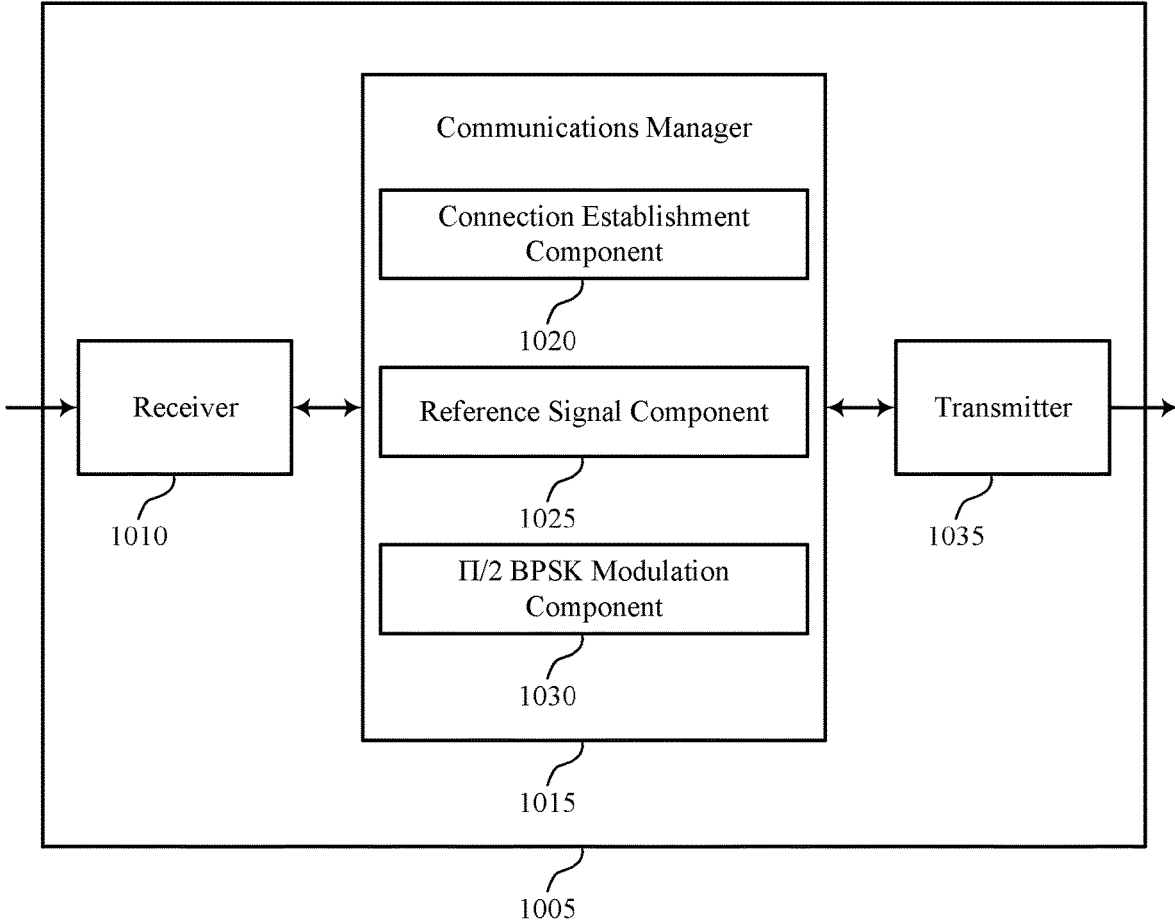 Communications Manager
Connection Establishment
Component
1020
Receiver
1010
Reference Signal Component
1025
Transmitter
1035
Π/2 BPSK Modulation
Component
1030
1015
1005